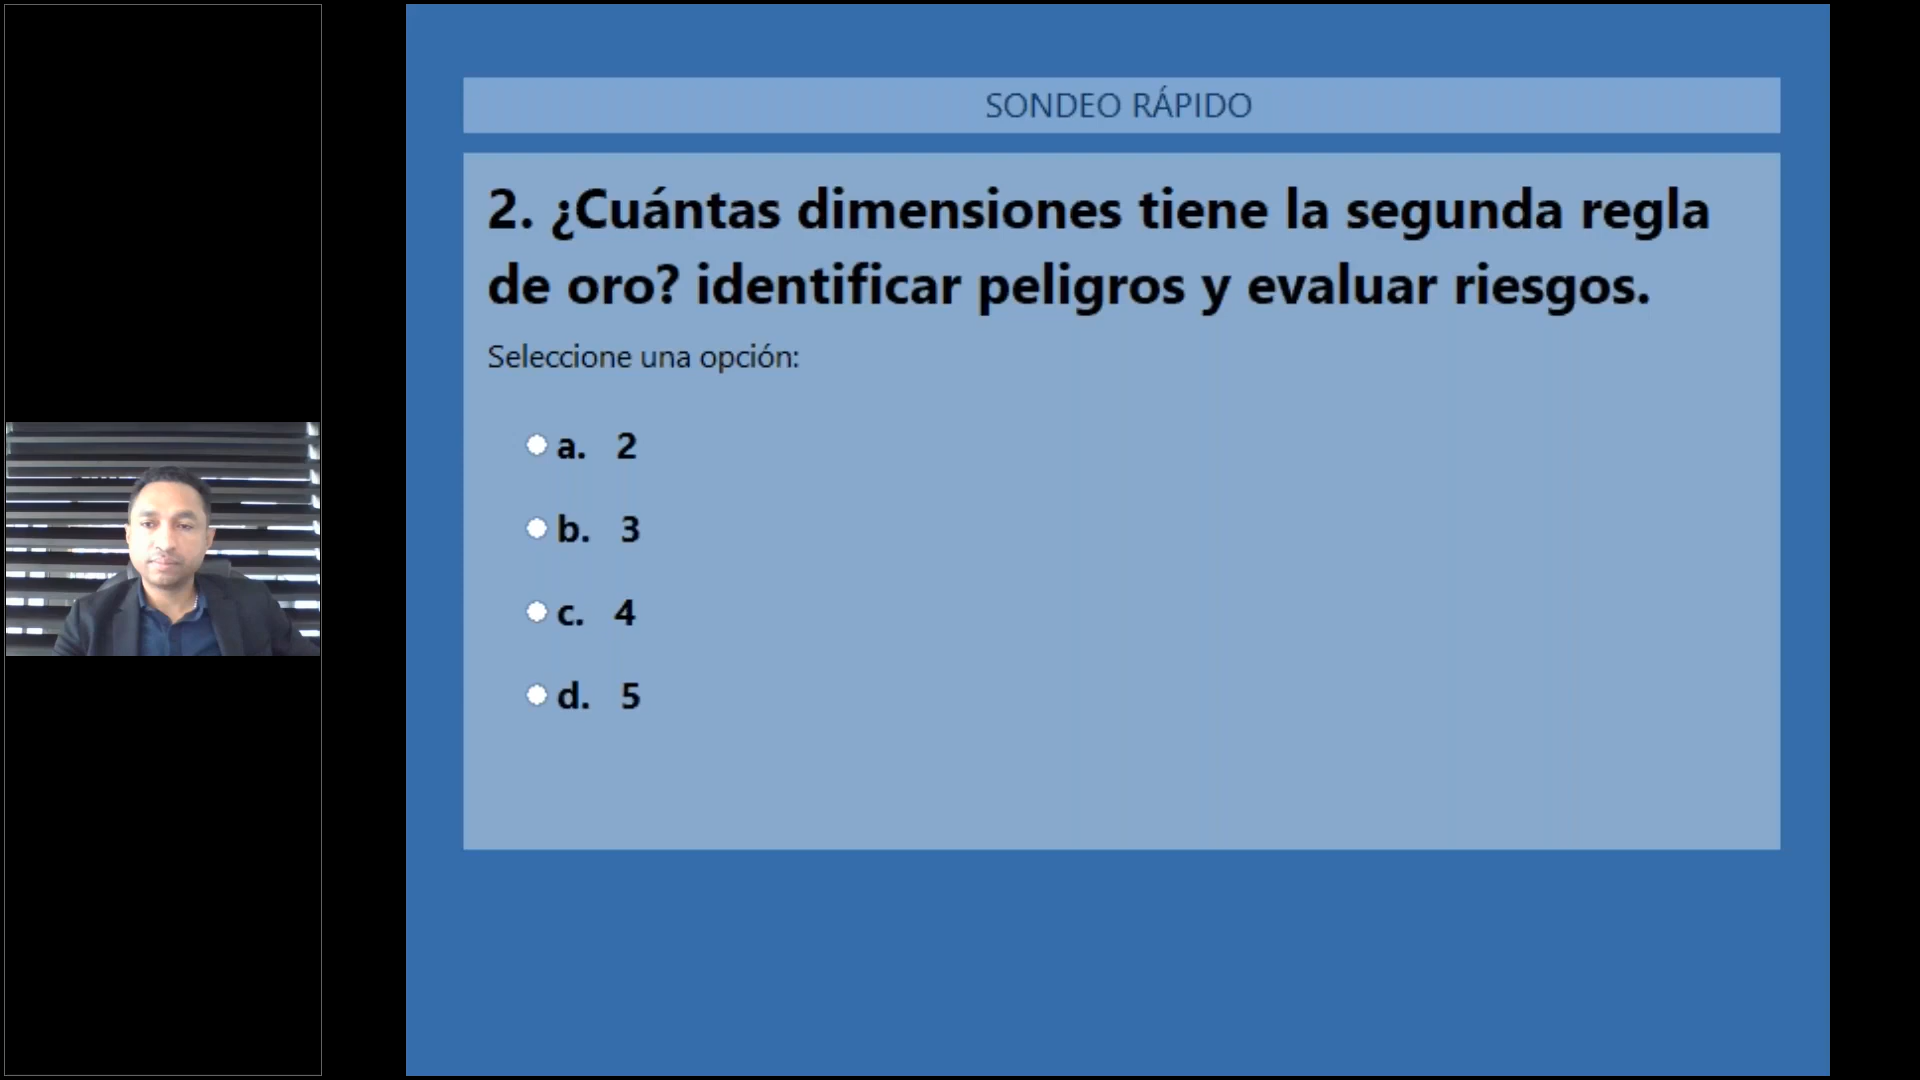 SONDEO RÁPIDO
2. ¿Cuántas dimensiones tiene la segunda regla
de oro? identificar peligros y evaluar riesgos.
Seleccione una opción:
a. 2
b. 3
c. 4
d. 5